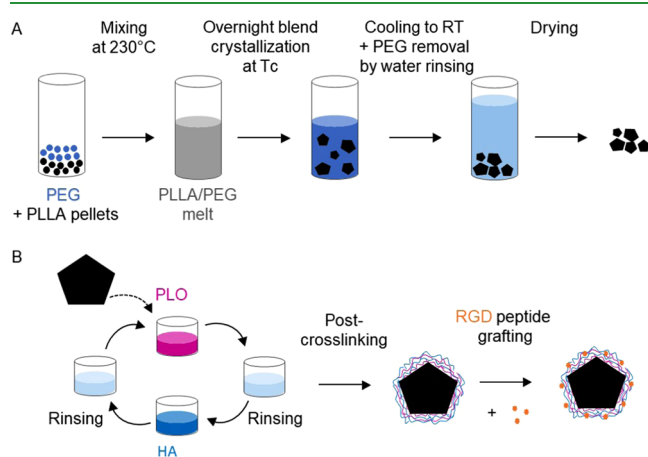 A
Mixing
at 230°C
Overnight blend
crystallization
at Tc
Cooling to RT
+ PEG removal
by water rinsing
Drying
PEG
+ PLLA pellets
PLLA/PEG
melt
B
PLO
Rinsing
Rinsing
HA
Post-
crosslinking
RGD peptide
grafting
+